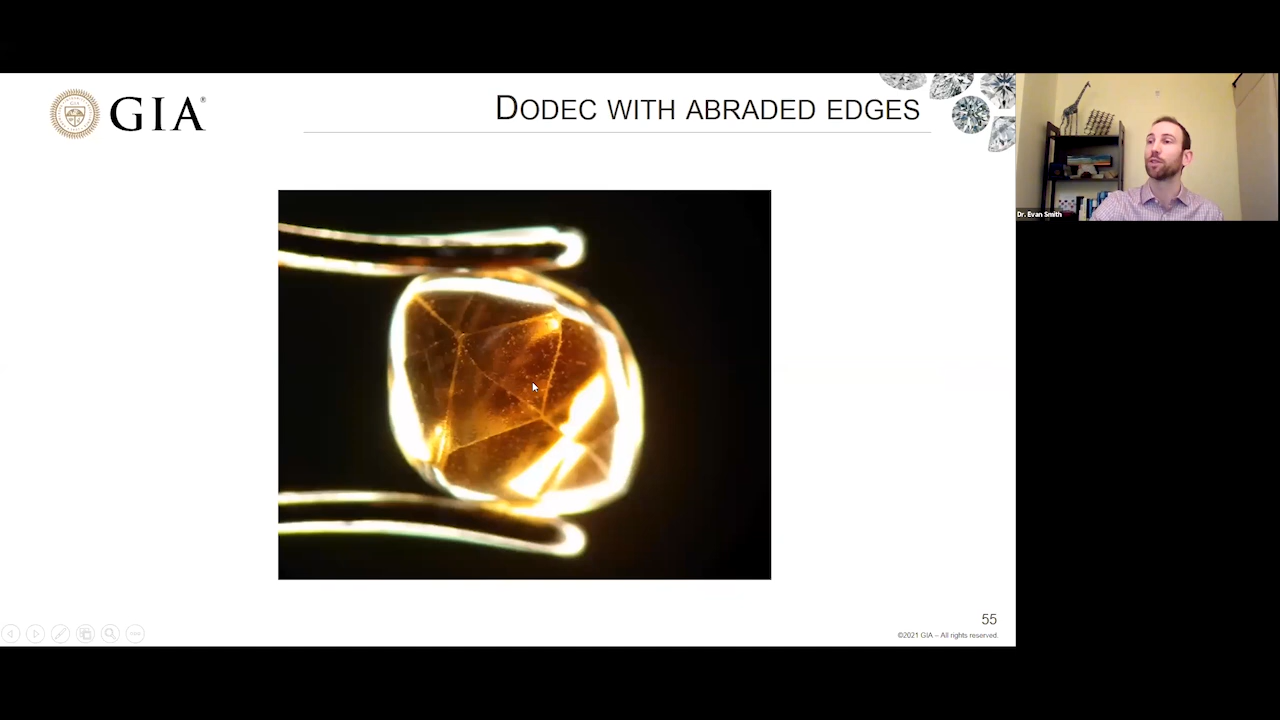 GIA®
DODEC WITH ABRADED EDGES
Dr. Evan Smith
55
©2021 GIA – All rights reserved.